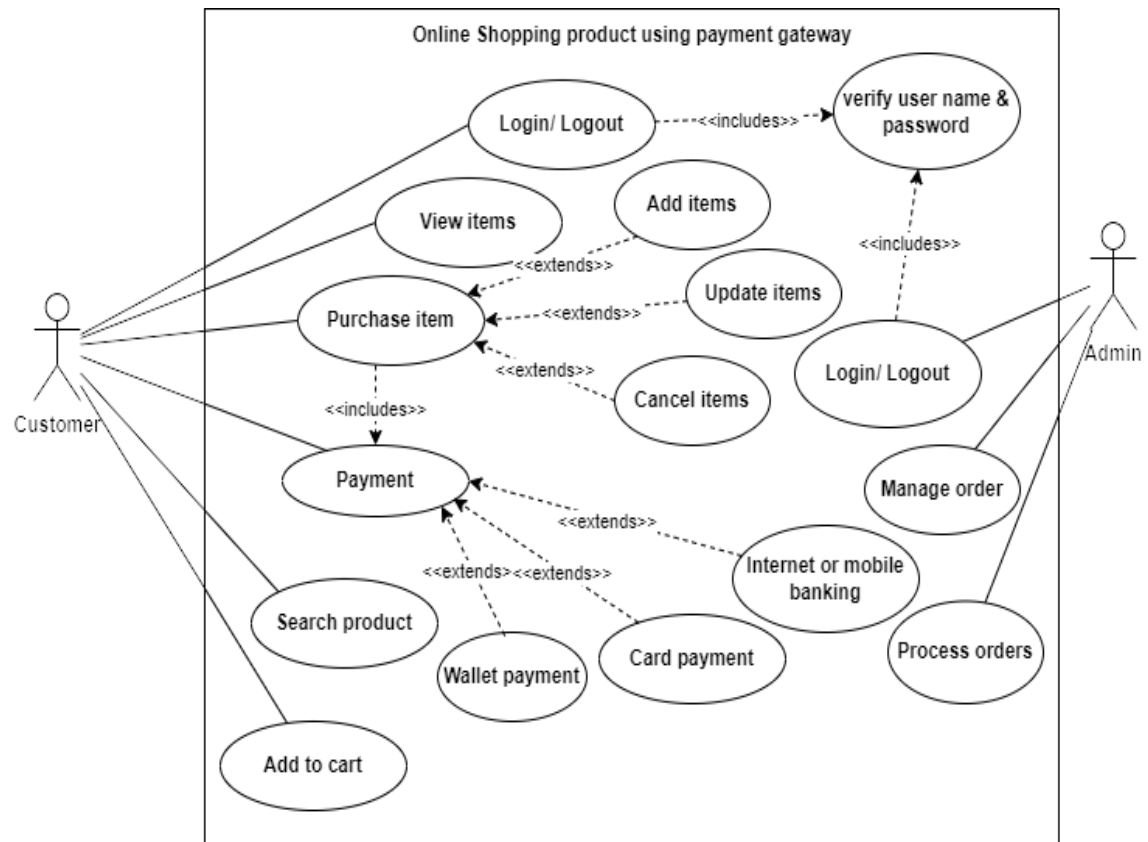 Online Shopping product using payment gateway
Login/ Logout
<<includes>>
verify user name &
password
View items
Add items
<<includes>>
<<extends>>
Purchase item
<<extends>>
Update items
Admin
Customer
<<extends>>
Cancel items
Login/ Logout
<<includes>>
Payment
Manage order
<<extends>>
Internet or mobile
banking
<<extends>
<<extends>>
Search product
Wallet payment
Card payment
Process orders
Add to cart